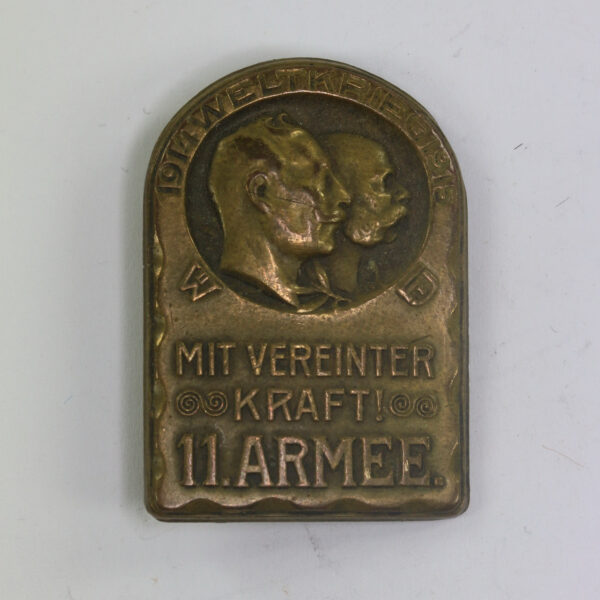 1914 WELTKRIEG 1915
W
MIT VEREINTER
KRAFT!
11. ARMEE.